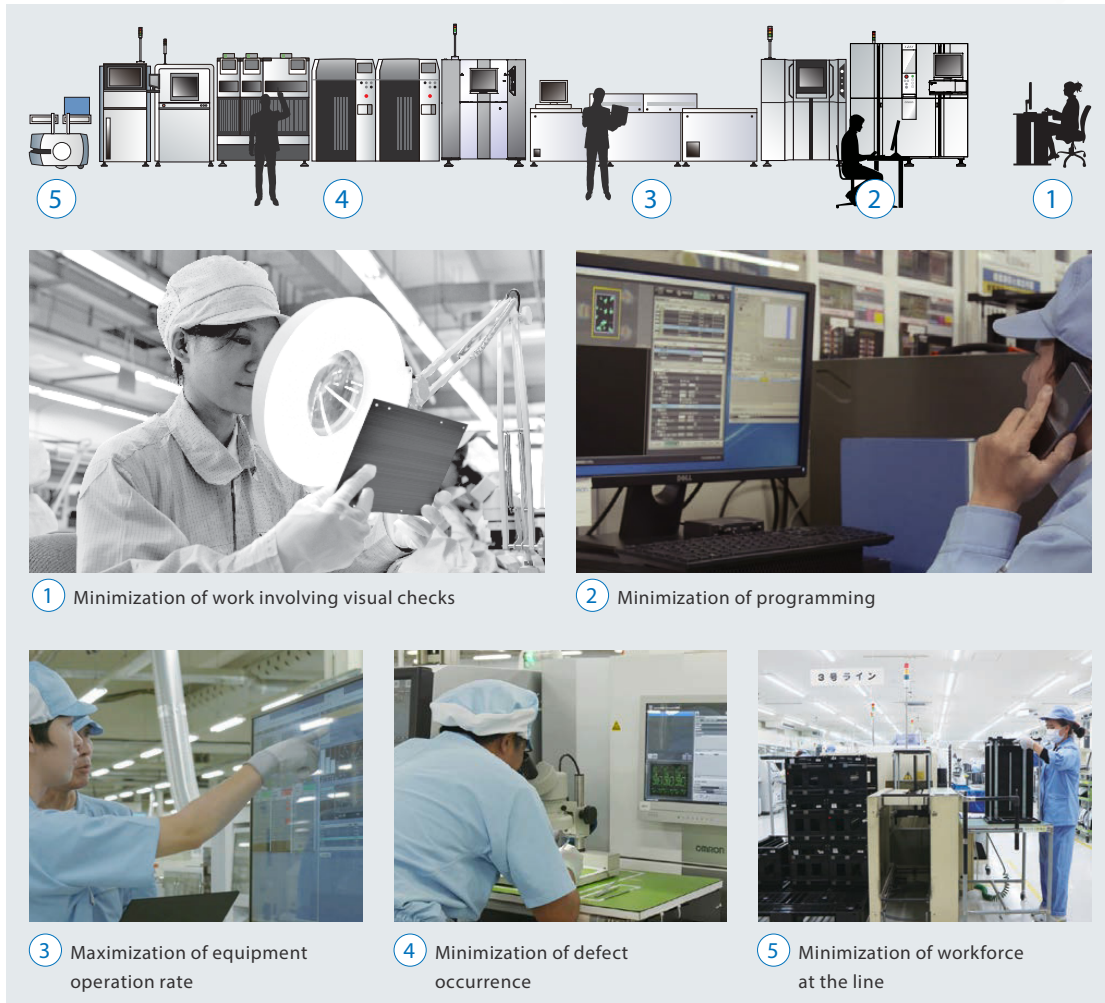 5
4
3
2
1
DELL
1 Minimization of work involving visual checks
2 Minimization of programming
OMRON
3号ライン
3 Maximization of equipment
operation rate
4 Minimization of defect
occurrence
5 Minimization of workforce
at the line